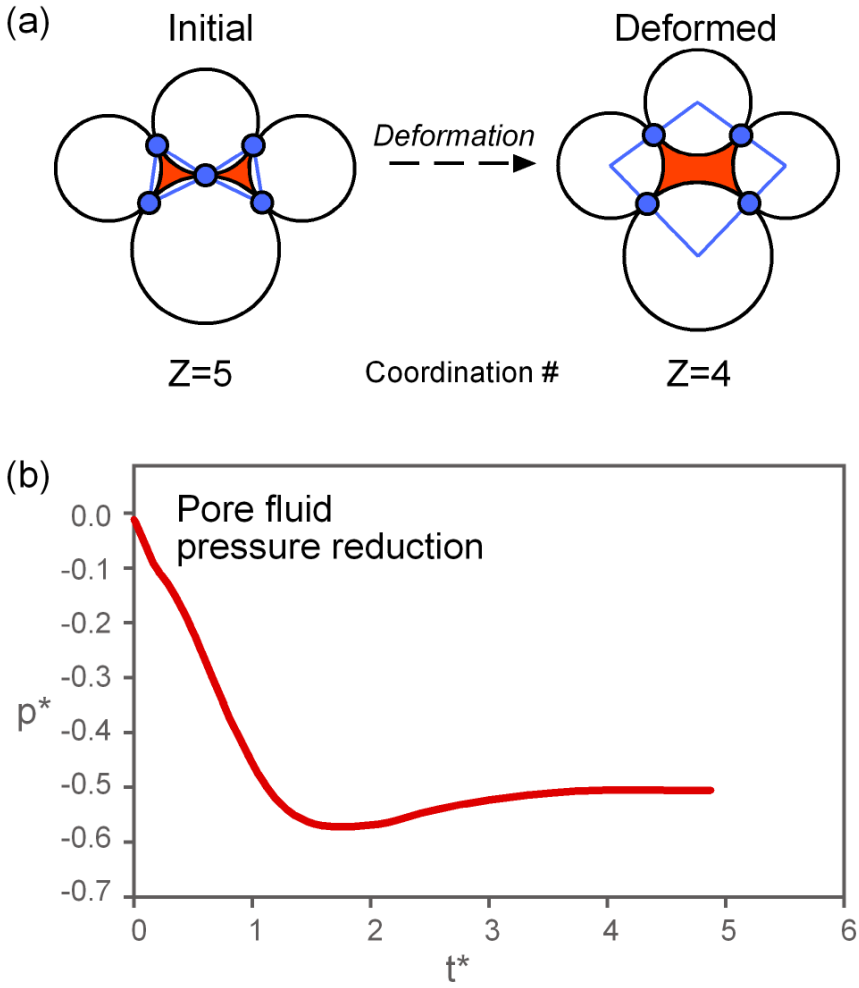 (a)
Initial
Deformed
Deformation
Z=5
Coordination #
Z=4
(b)
Pore fluid
pressure reduction
0.0
-0.1
-0.2
-0.3
-0.4
-0.5
-0.6
-0.7
p*
0 1 2 3 4 5 6
t*